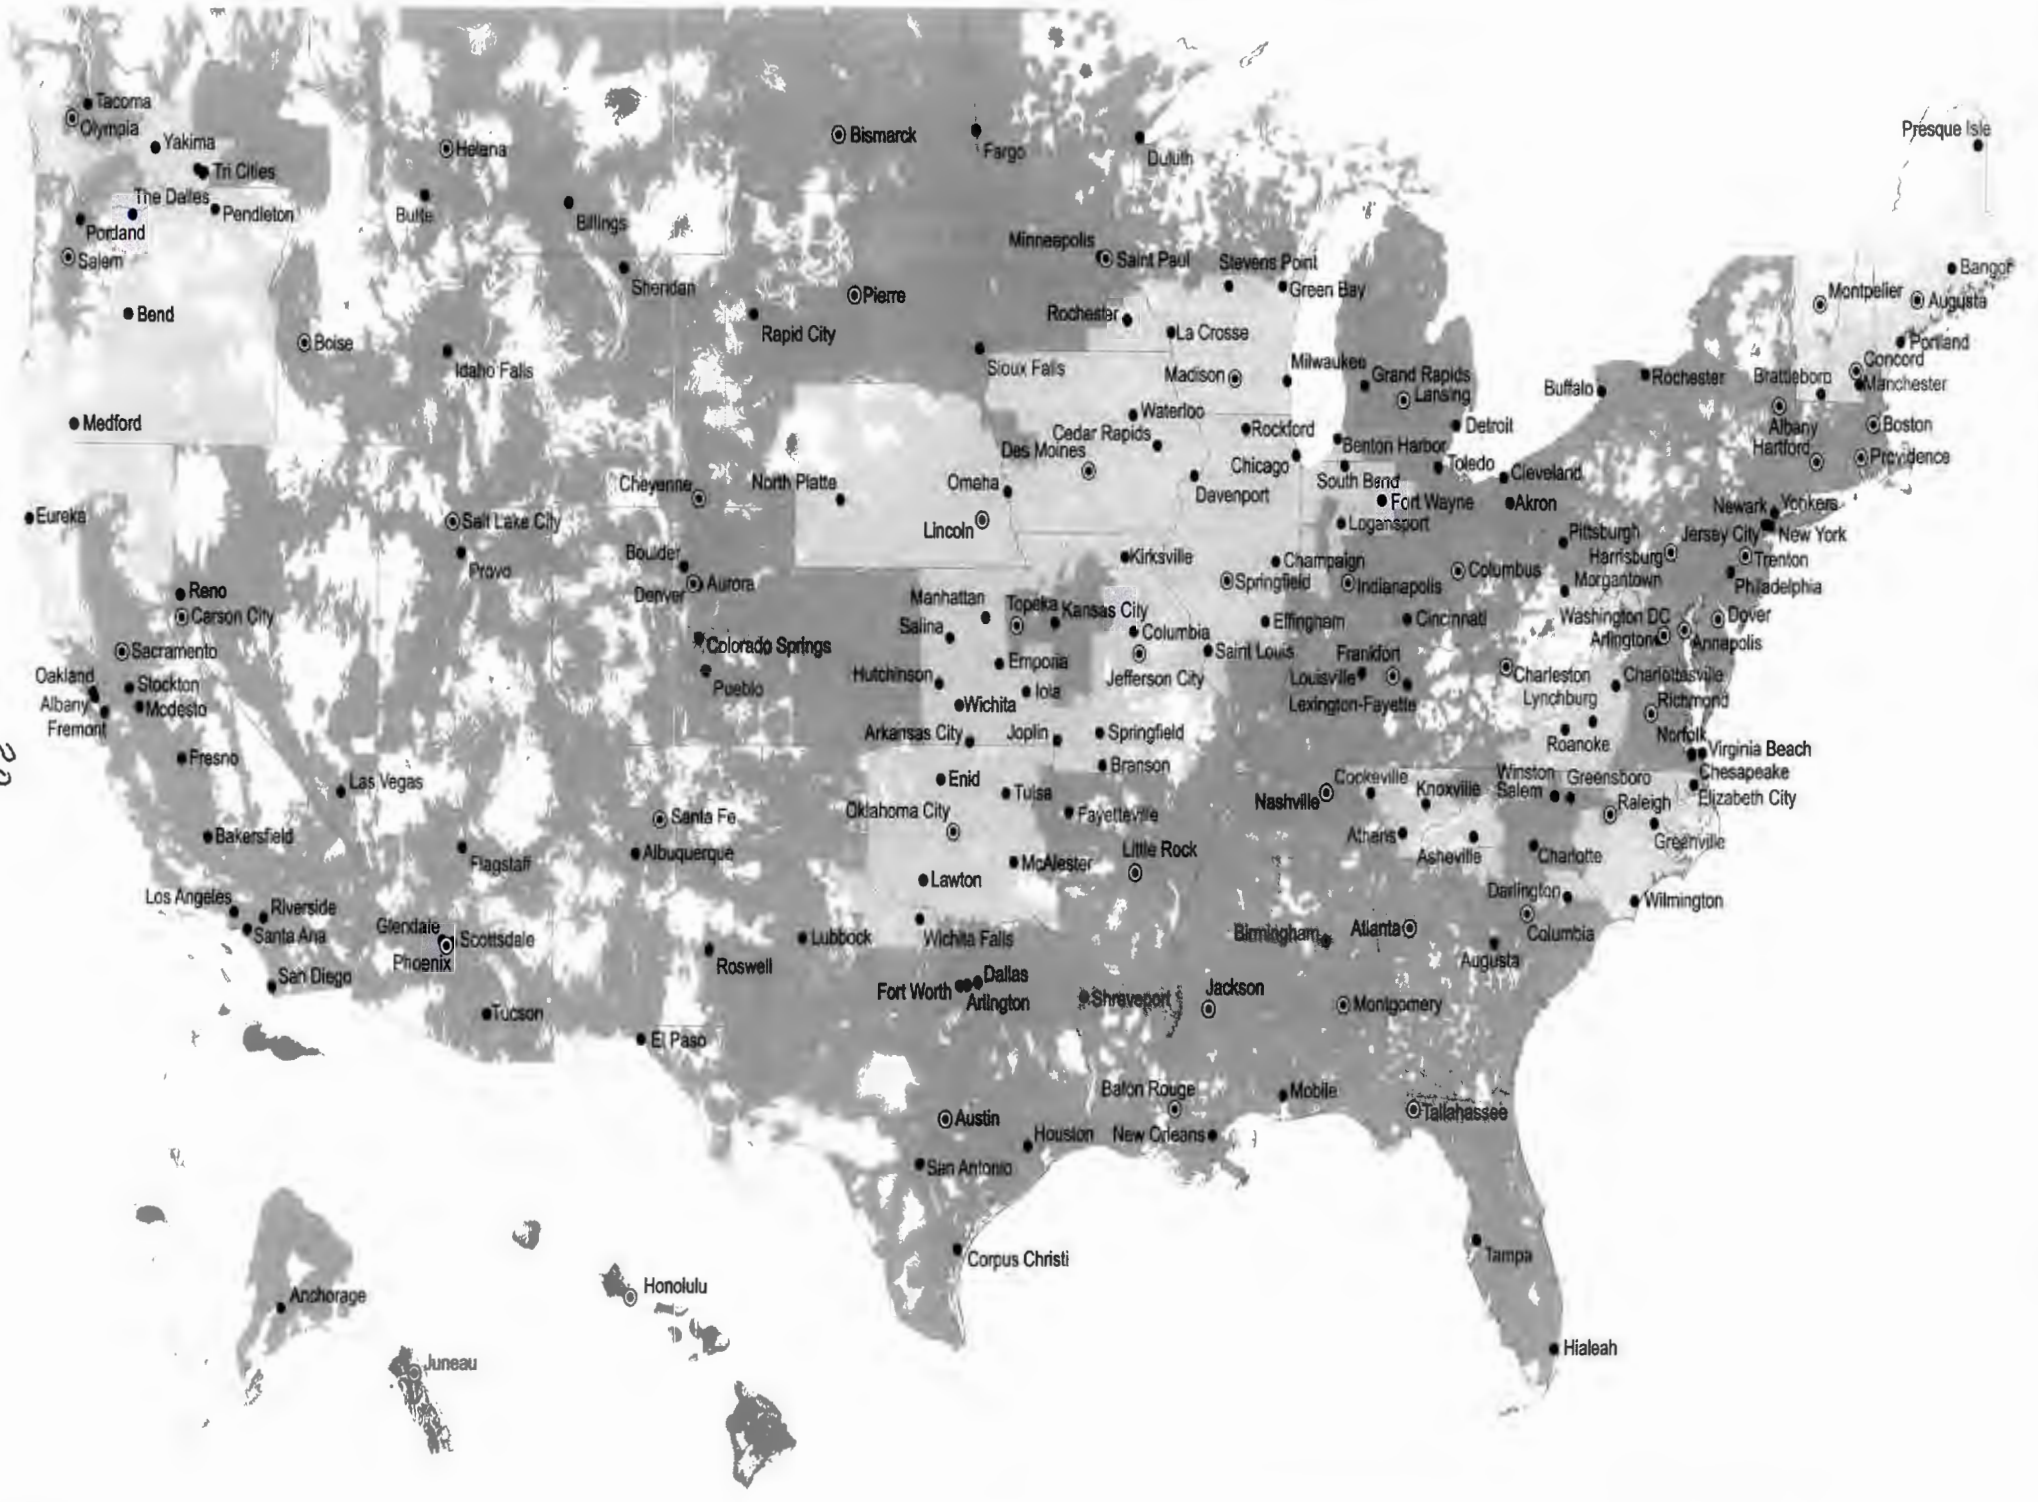 Tacoma
Olympia
Yakima
Tri Cities
The Dalles
Pendleton
Portland
Salem
Bend
Medford
Eureka
Helena
Butte
Billings
Sheridan
Boise
Idaho Falls
Bismarck
Fargo
Duluth
Pierre
Rapid City
Sioux Falls
Minneapolis
Saint Paul
Stevens Point
Green Bay
Rochester
La Crosse
Milwaukee
Madison
Grand Rapids
Lansing
Waterloo
Cedar Rapids
Des Moines
Rockford
Chicago
Benton Harbor
Detroit
Toledo
Cleveland
South Bend
Fort Wayne
Akron
Davenport
Logansport
Presque Isle
Bangor
Montpelier
Augusta
Portland
Concord
Manchester
Brattleboro
Buffalo
Rochester
Albany
Boston
Hartford
Providence
Newark
Yonkers
Jersey City
New York
Pittsburgh
Harrisburg
Trenton
Morgantown
Philadelphia
Washington DC
Dover
Arlington
Annapolis
Cheyenne
North Platte
Omaha
Lincoln
Salt Lake City
Provo
Boulder
Denver
Aurora
Colorado Springs
Pueblo
Reno
Carson City
Sacramento
Oakland
Stockton
Albany
Modesto
Fremont
Fresno
Las Vegas
Bakersfield
Los Angeles
Riverside
Santa Ana
San Diego
Glendale
Scottsdale
Phoenix
Flagstaff
Tucson
Santa Fe
Albuquerque
Roswell
El Paso
Kirksville
Champaign
Springfield
Indianapolis
Columbus
Manhattan
Topeka
Kansas City
Salina
Columbia
Effingham
Cincinnati
Emporia
Jefferson City
Saint Louis
Frankfort
Louisville
Lexington-Fayette
Charleston
Charlottesville
Lynchburg
Richmond
Roanoke
Norfolk
Virginia Beach
Chesapeake
Elizabeth City
Hutchinson
Iola
Wichita
Arkansas City
Joplin
Springfield
Branson
Enid
Tulsa
Oklahoma City
Fayetteville
McAlester
Little Rock
Lawton
Wichita Falls
Lubbock
Nashville
Cookeville
Knoxville
Winston
Salem
Greensboro
Raleigh
Greenville
Athens
Asheville
Charlotte
Darlington
Wilmington
Columbia
Birmingham
Atlanta
Augusta
Dallas
Fort Worth
Arlington
Shreveport
Jackson
Montgomery
Baton Rouge
Mobile
Tallahassee
Austin
Houston
New Orleans
San Antonio
Corpus Christi
Tampa
Hialeah
Anchorage
Juneau
Honolulu